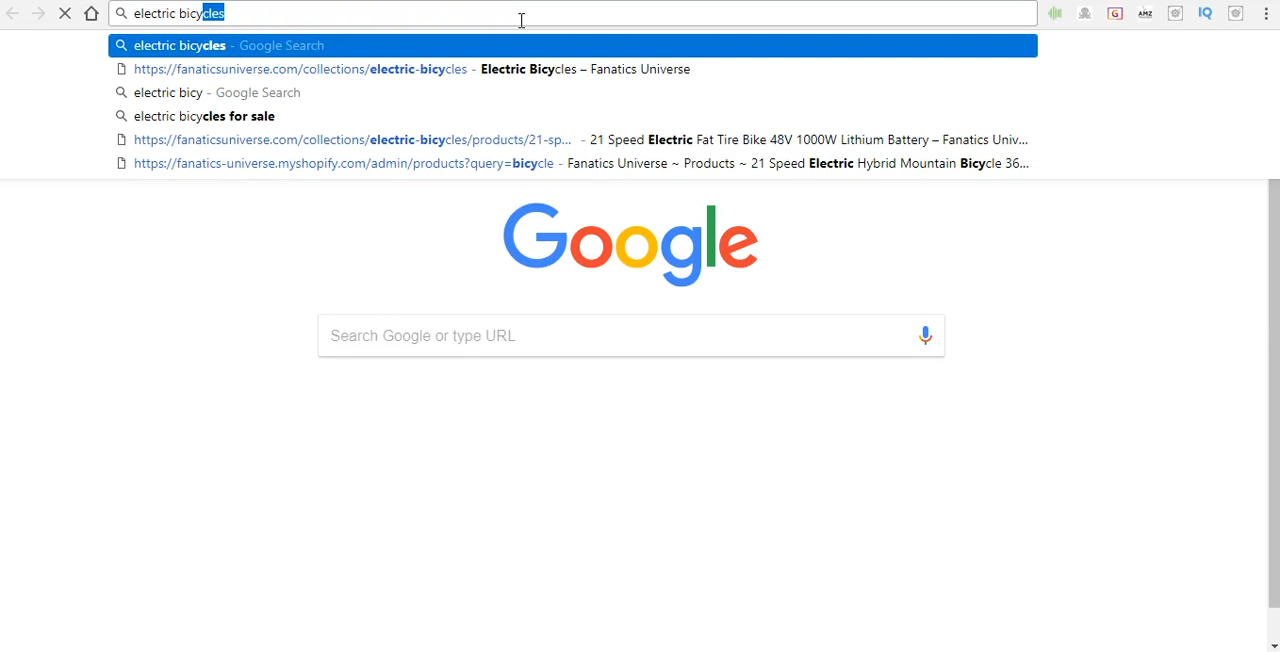 electric bicycles
electric bicycles - Google Search
https://fanaticsuniverse.com/collections/electric-bicycles - Electric Bicycles – Fanatics Universe
electric bicy - Google Search
electric bicycles for sale
https://fanaticsuniverse.com/collections/electric-bicycles/products/21-sp... - 21 Speed Electric Fat Tire Bike 48V 1000W Lithium Battery – Fanatics Univ...
https://fanatics-universe.myshopify.com/admin/products?query=bicycle - Fanatics Universe ~ Products ~ 21 Speed Electric Hybrid Mountain Bicycle 36...
G
AMZ
IQ
Google
Search Google or type URL